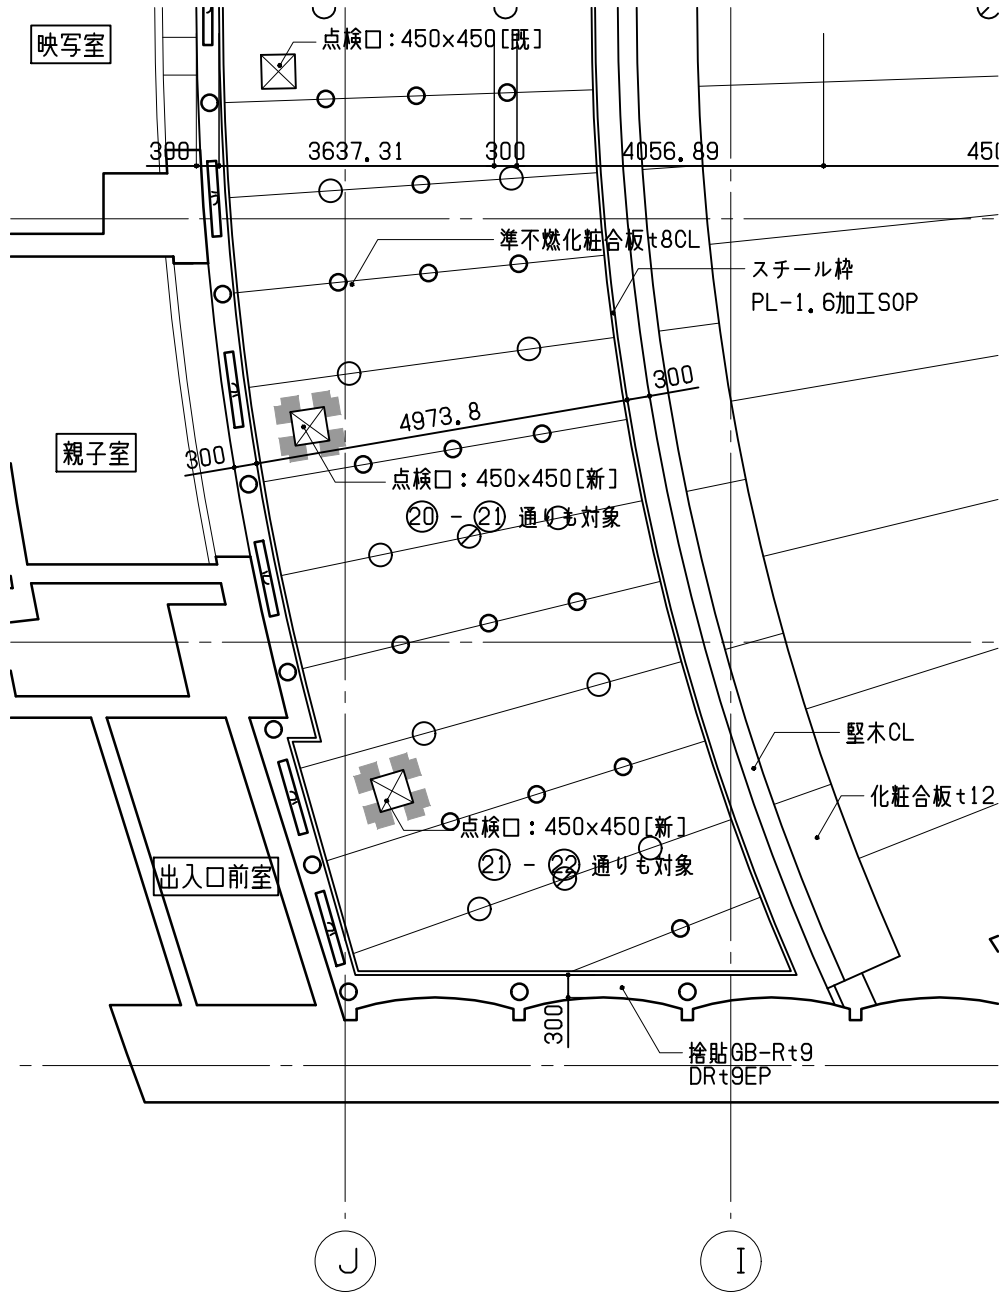 映写室
点検口：450x450[既]
300
3637.31
300
4056.89
450
準不燃化粧合板t8CL
スチール枠
PL-1.6加工SOP
300
4973.8
300
親子室
点検口：450x450[新]
20 - 21 通りも対象
堅木CL
化粧合板t12
点検口：450x450[新]
21 - 22 通りも対象
出入口前室
300
捨貼GB-Rt9
DRt9EP
J
I